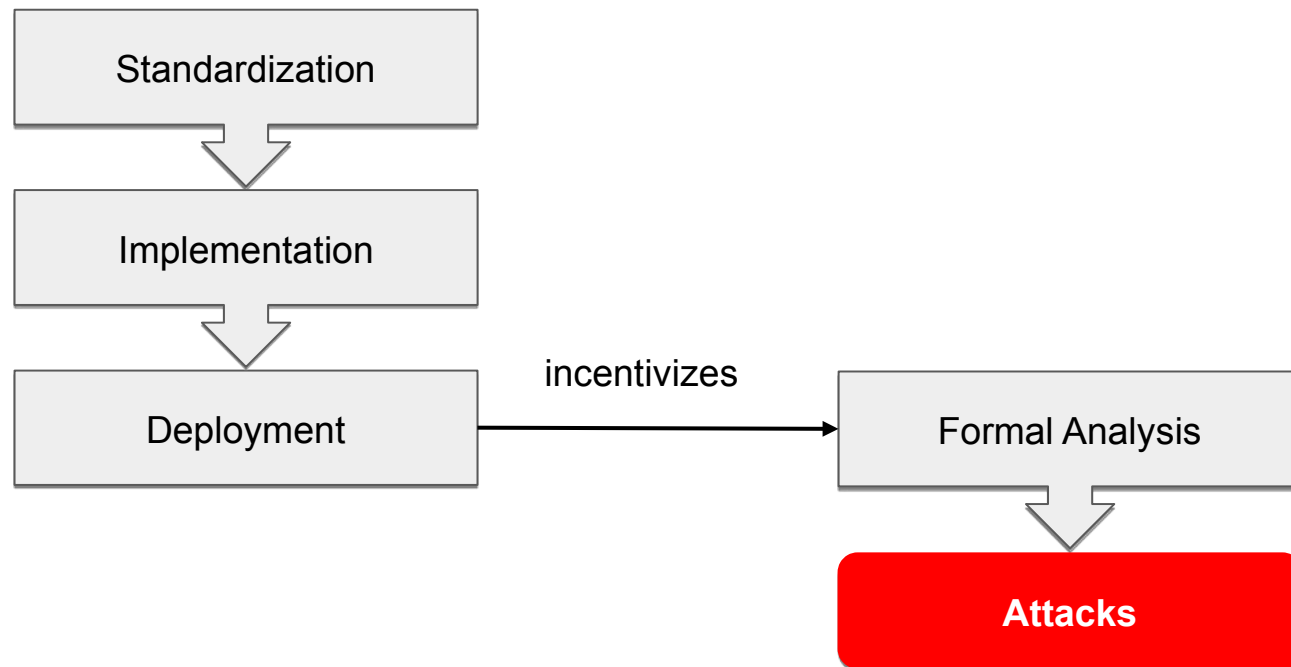 Standardization
Implementation
incentivizes
Deployment
Formal Analysis
Attacks